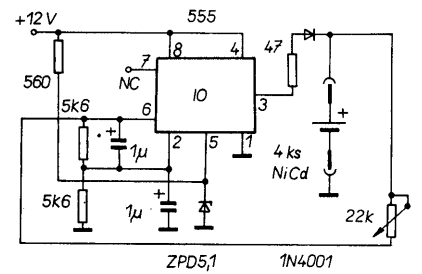 +12V
555
8
4
7
NC
IO
47
3
560
5k6
6
+
1µ
2
5
1
+
4 ks
NiCd
5k6
+
1µ
22k
ZPD5,1
1N4001